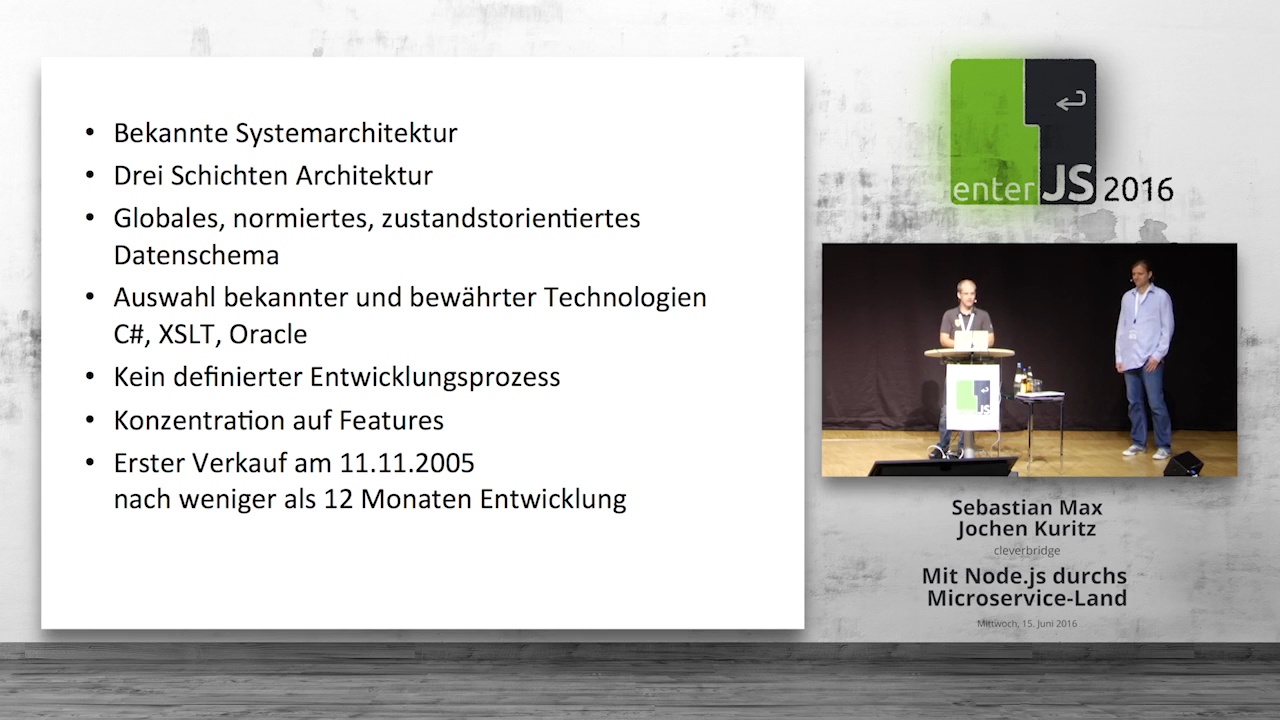 • Bekannte Systemarchitektur
• Drei Schichten Architektur
• Globales, normiertes, zustandstorientiertes
Datenschema
• Auswahl bekannter und bewährter Technologien
C#, XSLT, Oracle
• Kein definierter Entwicklungsprozess
• Konzentration auf Features
• Erster Verkauf am 11.11.2005
nach weniger als 12 Monaten Entwicklung
enter JS 2016
JS
Sebastian Max
Jochen Kuritz
cleverbridge
Mit Node.js durchs
Microservice-Land
Mittwoch, 15. Juni 2016